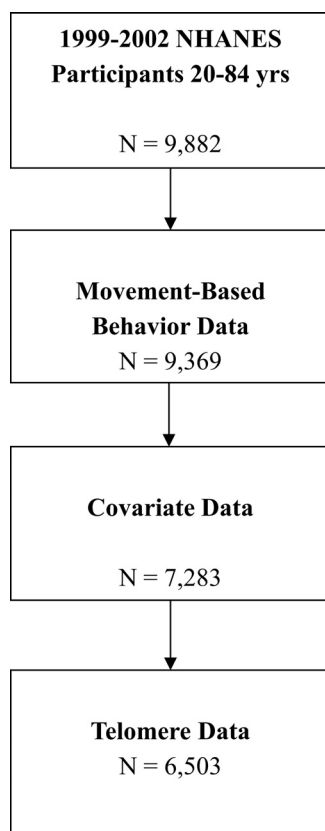 1999-2002 NHANES
Participants 20-84 yrs
N = 9,882
Movement-Based
Behavior Data
N = 9,369
Covariate Data
N = 7,283
Telomere Data
N = 6,503